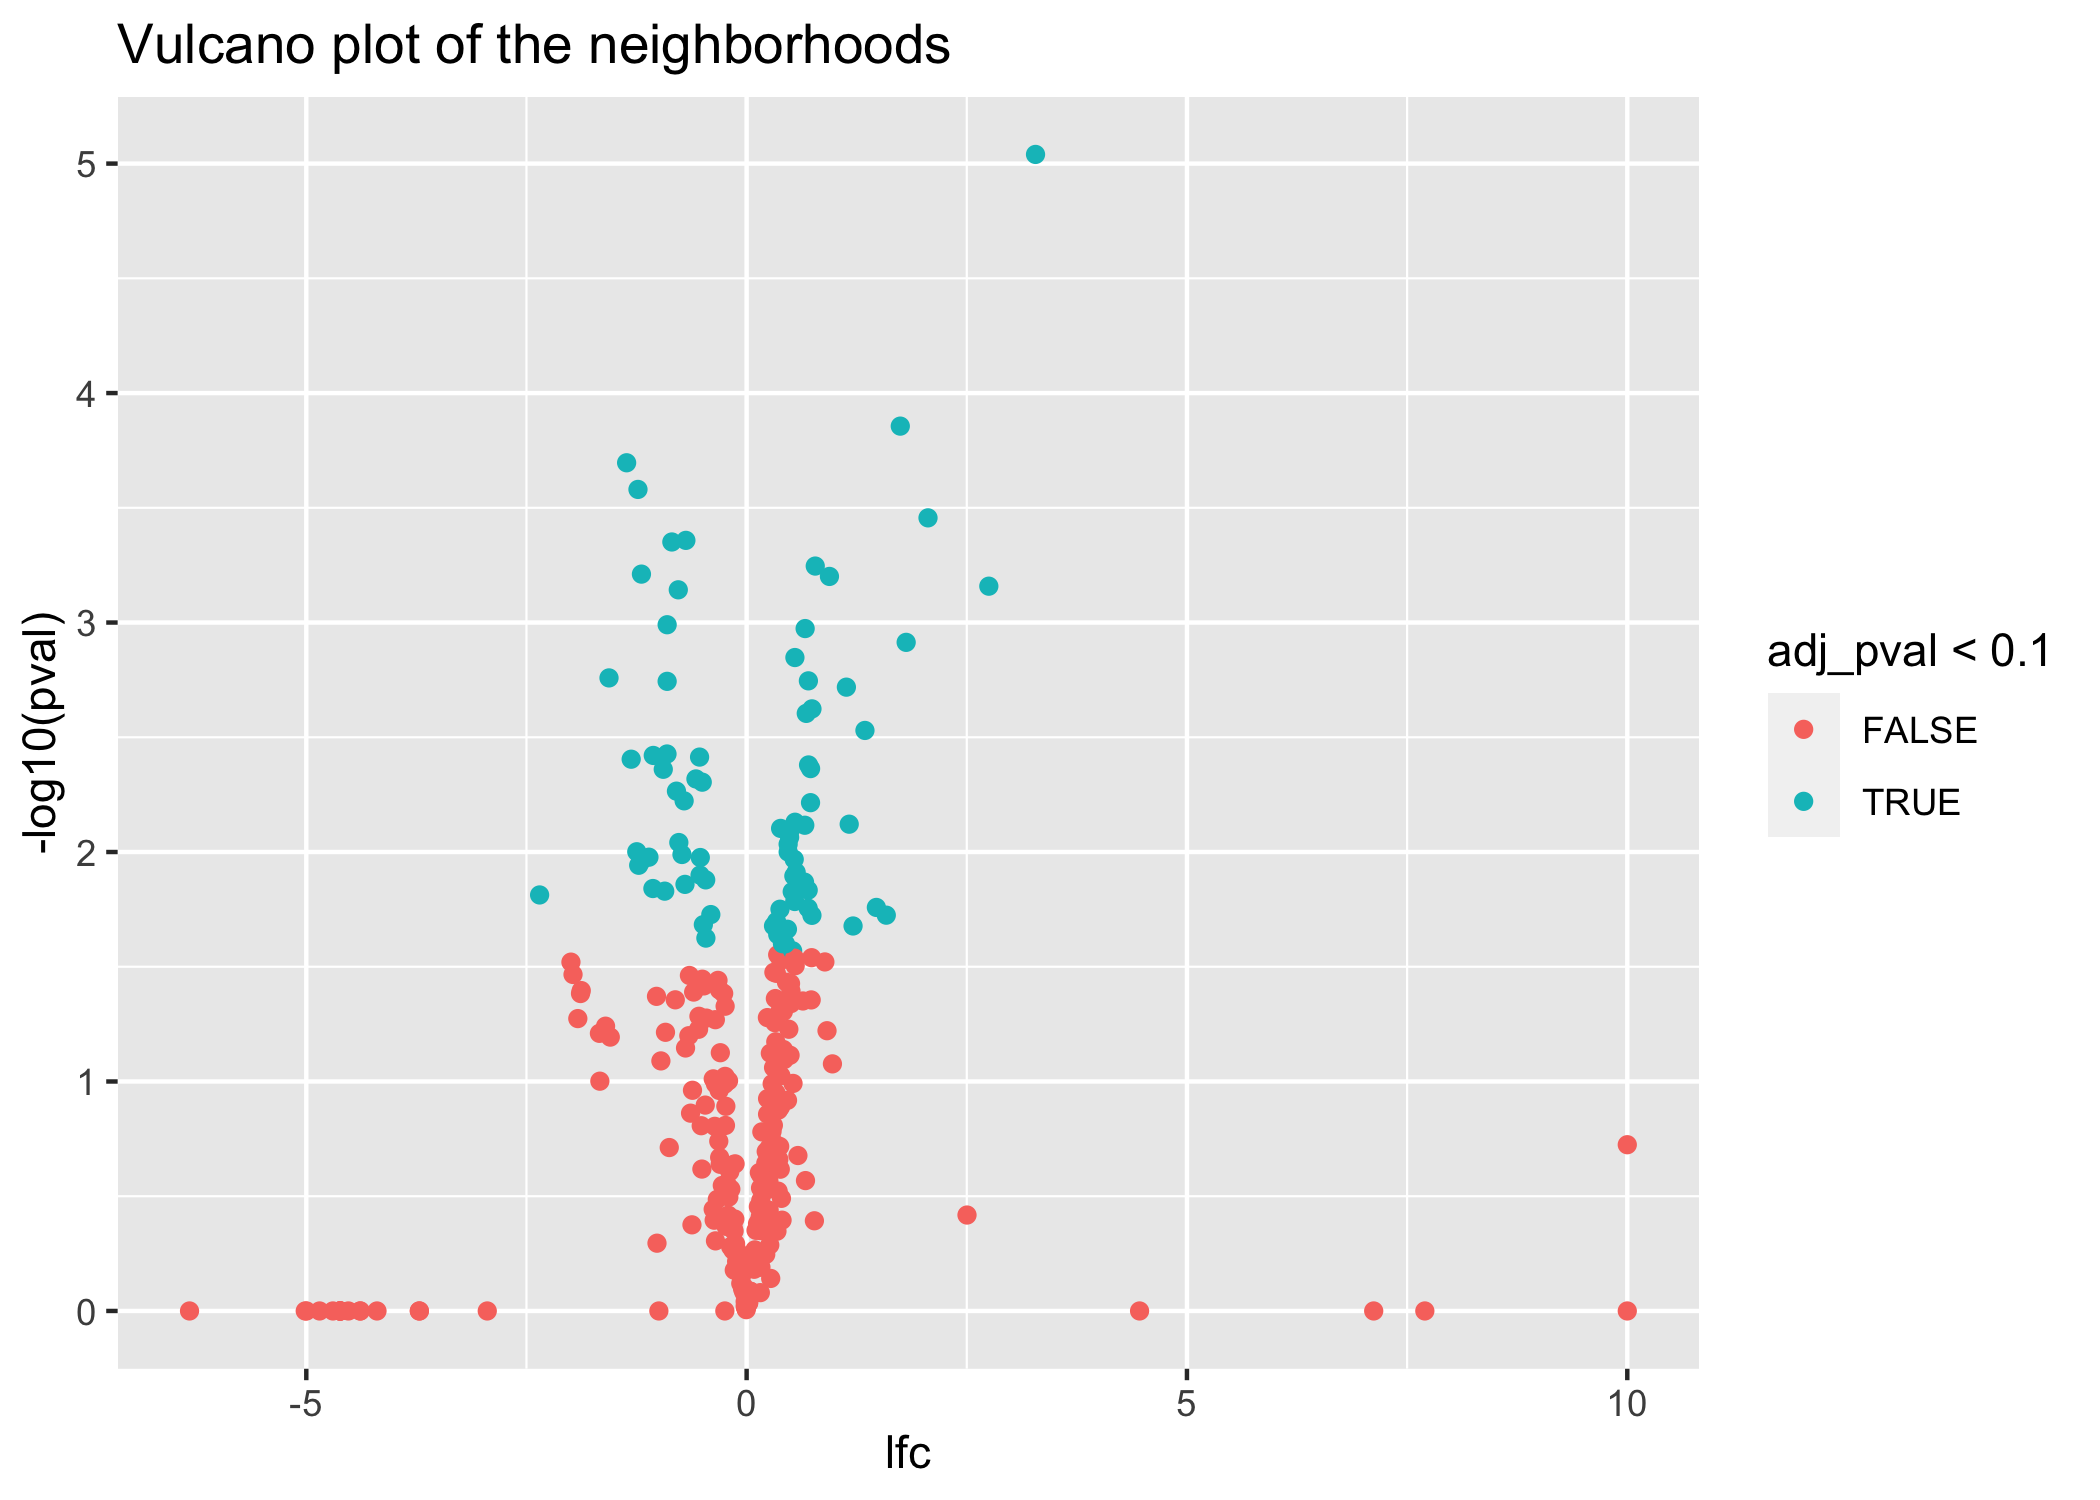 Vulcano plot of the neighborhoods
-log10(pval)
5
4
3
2
1
0
-5
0
5
10
lfc
adj_pval < 0.1
FALSE
TRUE